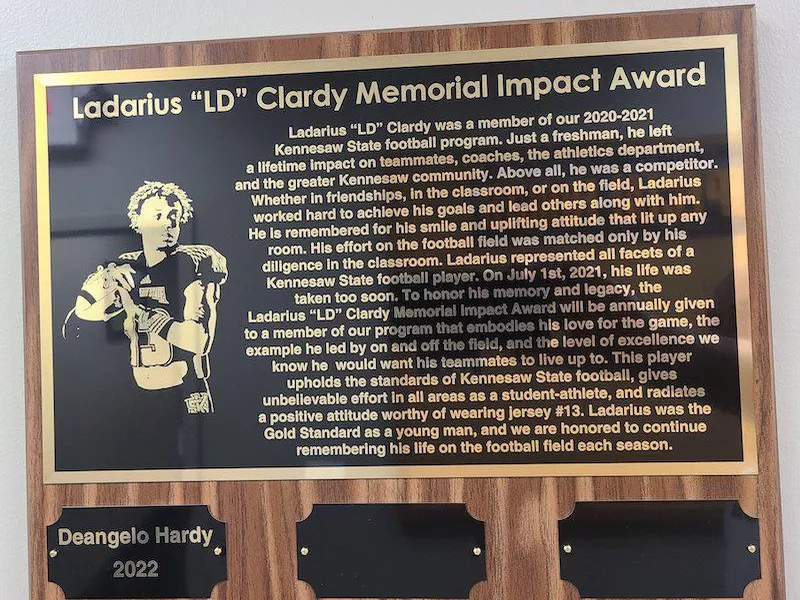 Ladarius “LD” Clardy Memorial Impact Award
Ladarius “LD” Clardy was a member of our 2020-2021
Kennesaw State football program. Just a freshman, he left
a lifetime impact on teammates, coaches, the athletics department,
and the greater Kennesaw community. Above all, he was a competitor.
Whether in friendships, in the classroom, or on the field, Ladarius
worked hard to achieve his goals and lead others along with him.
He is remembered for his smile and uplifting attitude that lit up any
room. His effort on the football field was matched only by his
diligence in the classroom. Ladarius represented all facets of a
Kennesaw State football player. On July 1st, 2021, his life was
taken too soon. To honor his memory and legacy, the
Ladarius “LD” Clardy Memorial Impact Award will be annually given
to a member of our program that embodies his love for the game, the
example he led by on and off the field, and the level of excellence we
know he would want his teammates to live up to. This player
upholds the standards of Kennesaw State football, gives
unbelievable effort in all areas as a student-athlete, and radiates
a positive attitude worthy of wearing jersey #13. Ladarius was the
Gold Standard as a young man, and we are honored to continue
remembering his life on the football field each season.
Deangelo Hardy
2022